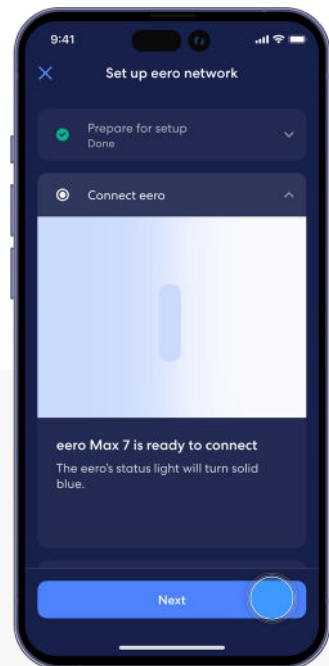 9:41
Set up eero network
Prepare for setup
Done
Connect eero
eero Max 7 is ready to connect
The eero's status light will turn solid
blue.
Next